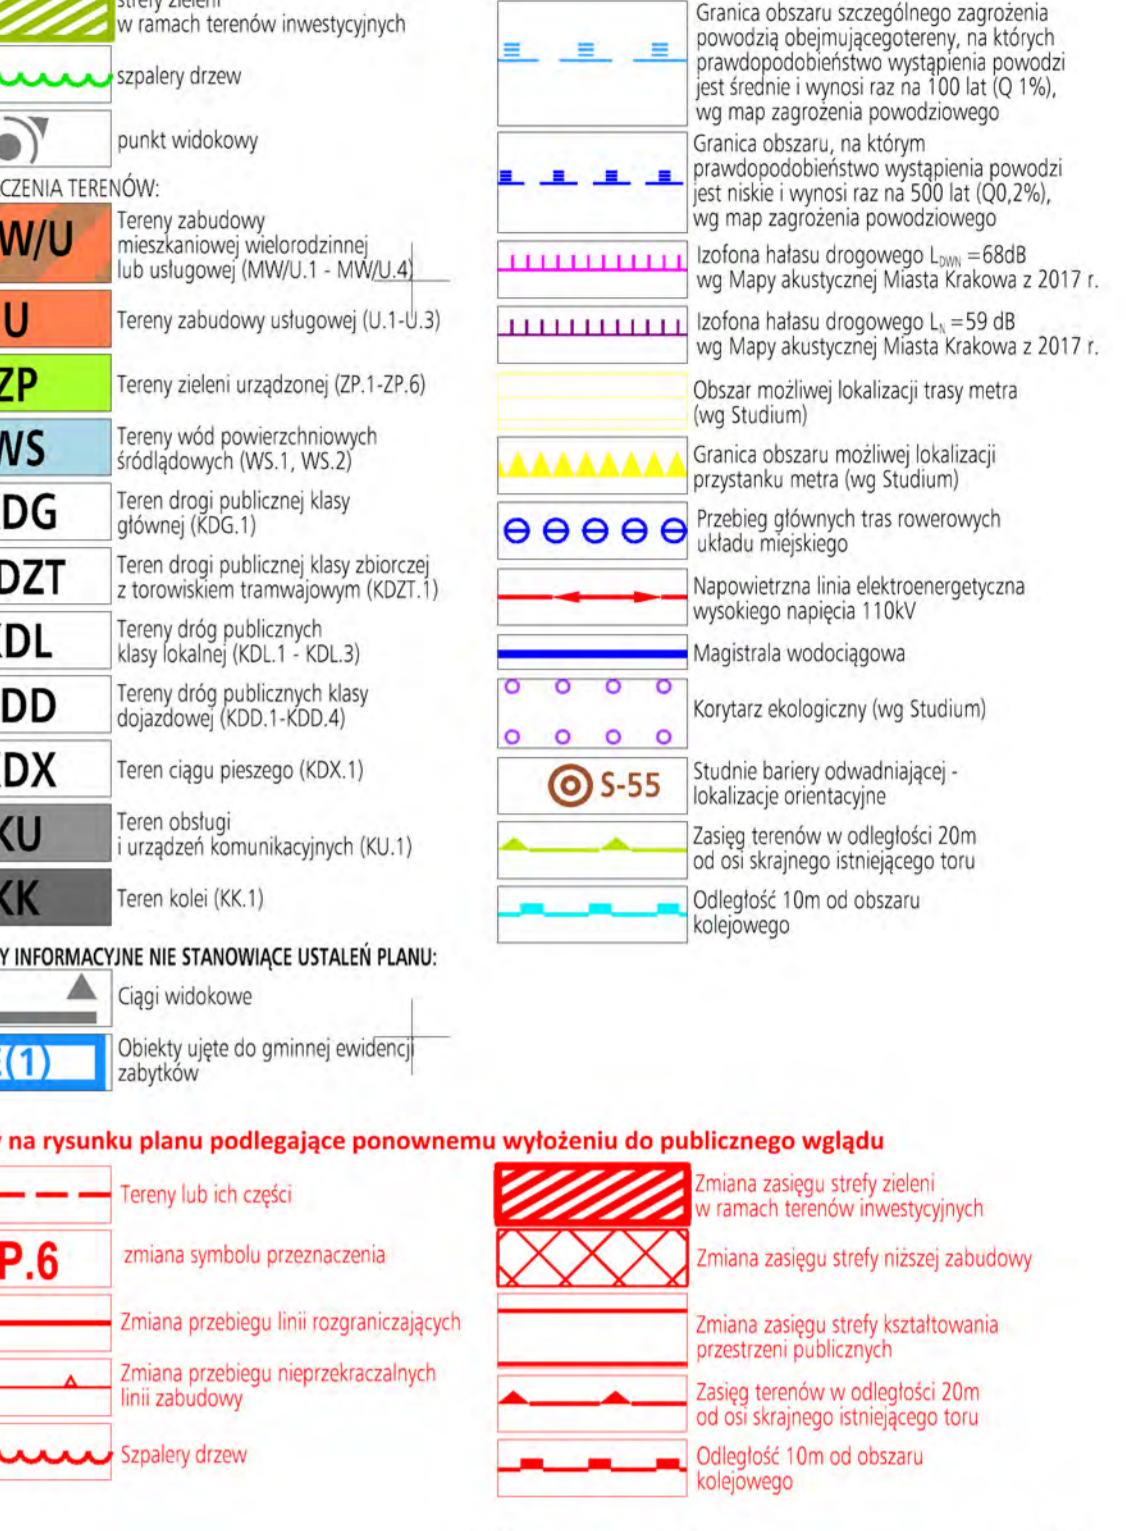 strefy zieleni
w ramach terenów inwestycyjnych
szpalery drzew
punkt widokowy
CZENIA TERENÓW:
W/U
Tereny zabudowy
mieszkaniowej wielorodzinnej
lub usługowej (MW/U.1 - MW/U.4)
U
Tereny zabudowy usługowej (U.1-U.3)
ZP
Tereny zieleni urządzonej (ZP.1-ZP.6)
WS
Tereny wód powierzchniowych
śródlądowych (WS.1, WS.2)
DG
Teren drogi publicznej klasy
głównej (KDG.1)
DZT
Teren drogi publicznej klasy zbiorczej
z torowiskiem tramwajowym (KDZT.1)
KDL
Tereny dróg publicznych
klasy lokalnej (KDL.1 - KDL.3)
DD
Tereny dróg publicznych klasy
dojazdowej (KDD.1-KDD.4)
KDX
Teren ciągu pieszego (KDX.1)
KU
Teren obsługi
i urządzeń komunikacyjnych (KU.1)
KK
Teren kolei (KK.1)
Y INFORMACYJNE NIE STANOWIĄCE USTALEŃ PLANU:
Ciągi widokowe
(1)
Obiekty ujęte do gminnej ewidencji
zabytków
Granica obszaru szczególnego zagrożenia
powodzią obejmującegotereny, na których
prawdopodobieństwo wystąpienia powodzi
jest średnie i wynosi raz na 100 lat (Q 1%),
wg map zagrożenia powodziowego
Granica obszaru, na którym
prawdopodobieństwo wystąpienia powodzi
jest niskie i wynosi raz na 500 lat (Q0,2%),
wg map zagrożenia powodziowego
Izofona hałasu drogowego LDWN =68dB
wg Mapy akustycznej Miasta Krakowa z 2017 r.
Izofona hałasu drogowego LN =59 dB
wg Mapy akustycznej Miasta Krakowa z 2017 r.
Obszar możliwej lokalizacji trasy metra
(wg Studium)
Granica obszaru możliwej lokalizacji
przystanku metra (wg Studium)
Przebieg głównych tras rowerowych
układu miejskiego
Napowietrzna linia elektroenergetyczna
wysokiego napięcia 110kV
Magistrala wodociągowa
Korytarz ekologiczny (wg Studium)
S-55
Studnie bariery odwadniającej -
lokalizacje orientacyjne
Zasięg terenów w odległości 20m
od osi skrajnego istniejącego toru
Odległość 10m od obszaru
kolejowego
y na rysunku planu podlegające ponownemu wyłożeniu do publicznego wglądu
Tereny lub ich części
P.6
zmiana symbolu przeznaczenia
Zmiana przebiegu linii rozgraniczających
Zmiana przebiegu nieprzekraczalnych
linii zabudowy
Szpalery drzew
Zmiana zasięgu strefy zieleni
w ramach terenów inwestycyjnych
Zmiana zasięgu strefy niższej zabudowy
Zmiana zasięgu strefy kształtowania
przestrzeni publicznych
Zasięg terenów w odległości 20m
od osi skrajnego istniejącego toru
Odległość 10m od obszaru
kolejowego